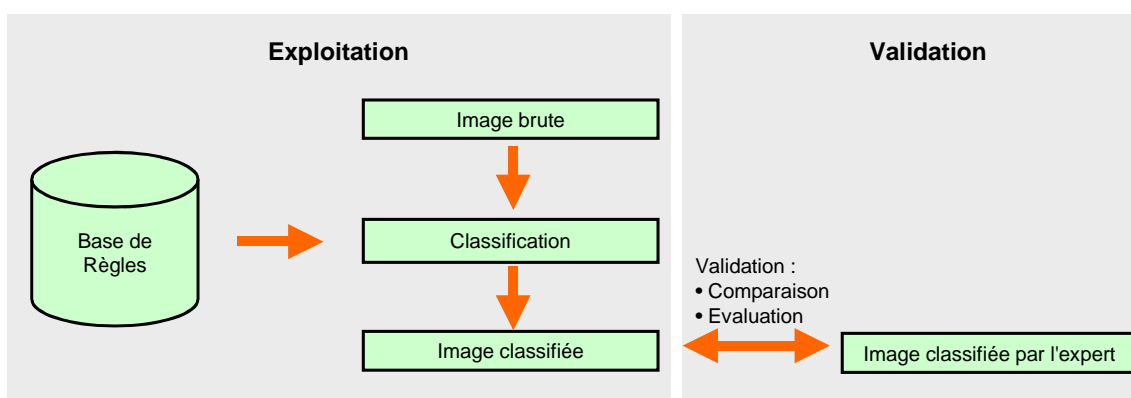 Exploitation
Image brute
Base de
Règles
Classification
Image classifiée
Validation
Validation :
• Comparaison
• Evaluation
Image classifiée par l'expert